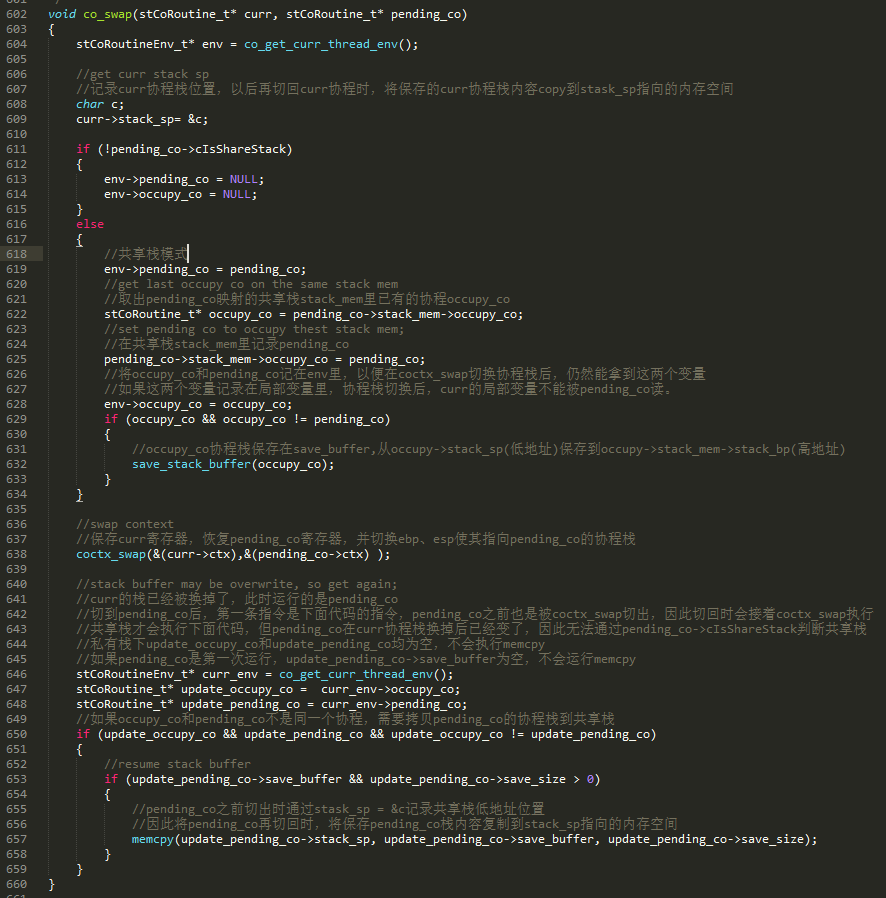 601
602 void co_swap(stCoRoutine_t* curr, stCoRoutine_t* pending_co)
603 {
604 stCoRoutineEnv_t* env = co_get_curr_thread_env();
605
606 //get curr stack sp
607 //记录curr协程栈位置，以后再切回curr协程时，将保存的curr协程栈内容copy到stask_sp指向的内存空间
608 char c;
609 curr->stack_sp= &c;
610
611 if (!pending_co->cIsShareStack)
612 {
613 env->pending_co = NULL;
614 env->occupy_co = NULL;
615 }
616 else
617 {
618 //共享栈模式
619 env->pending_co = pending_co;
620 //get last occupy co on the same stack mem
621 //取出pending_co映射的共享栈stack_mem里已有的协程occupy_co
622 stCoRoutine_t* occupy_co = pending_co->stack_mem->occupy_co;
623 //set pending co to occupy thest stack mem;
624 //在共享栈stack_mem里记录pending_co
625 pending_co->stack_mem->occupy_co = pending_co;
626 //将occupy_co和pending_co记在env里，以便在coctx_swap切换协程栈后，仍然能拿到这两个变量
627 //如果这两个变量记录在局部变量里，协程栈切换后，curr的局部变量不能被pending_co读。
628 env->occupy_co = occupy_co;
629 if (occupy_co && occupy_co != pending_co)
630 {
631 //occupy_co协程栈保存在save_buffer,从occupy->stack_sp(低地址)保存到occupy->stack_mem->stack_bp(高地址)
632 save_stack_buffer(occupy_co);
633 }
634 }
635
636 //swap context
637 //保存curr寄存器，恢复pending_co寄存器，并切换ebp、esp使其指向pending_co的协程栈
638 coctx_swap(&(curr->ctx),&(pending_co->ctx) );
639
640 //stack buffer may be overwrite, so get again;
641 //curr的栈已经被换掉了，此时运行的是pending_co
642 //切到pending_co后，第一条指令是下面代码的指令，pending_co之前也是被coctx_swap切出，因此切回时会接着coctx_swap执行
643 //共享栈才会执行下面代码，但pending_co在curr协程栈换掉后已经变了，因此无法通过pending_co->cIsShareStack判断共享栈
644 //私有栈下update_occupy_co和update_pending_co均为空，不会执行memcpy
645 //如果pending_co是第一次运行，update_pending_co->save_buffer为空，不会运行memcpy
646 stCoRoutineEnv_t* curr_env = co_get_curr_thread_env();
647 stCoRoutine_t* update_occupy_co =  curr_env->occupy_co;
648 stCoRoutine_t* update_pending_co = curr_env->pending_co;
649 //如果occupy_co和pending_co不是同一个协程，需要拷贝pending_co的协程栈到共享栈
650 if (update_occupy_co && update_pending_co && update_occupy_co != update_pending_co)
651 {
652 //resume stack buffer
653 if (update_pending_co->save_buffer && update_pending_co->save_size > 0)
654 {
655 //pending_co之前切出时通过stask_sp = &c记录共享栈低地址位置
656 //因此将pending_co再切回时，将保存pending_co栈内容复制到stack_sp指向的内存空间
657 memcpy(update_pending_co->stack_sp, update_pending_co->save_buffer, update_pending_co->save_size);
658 }
659 }
660 }
661